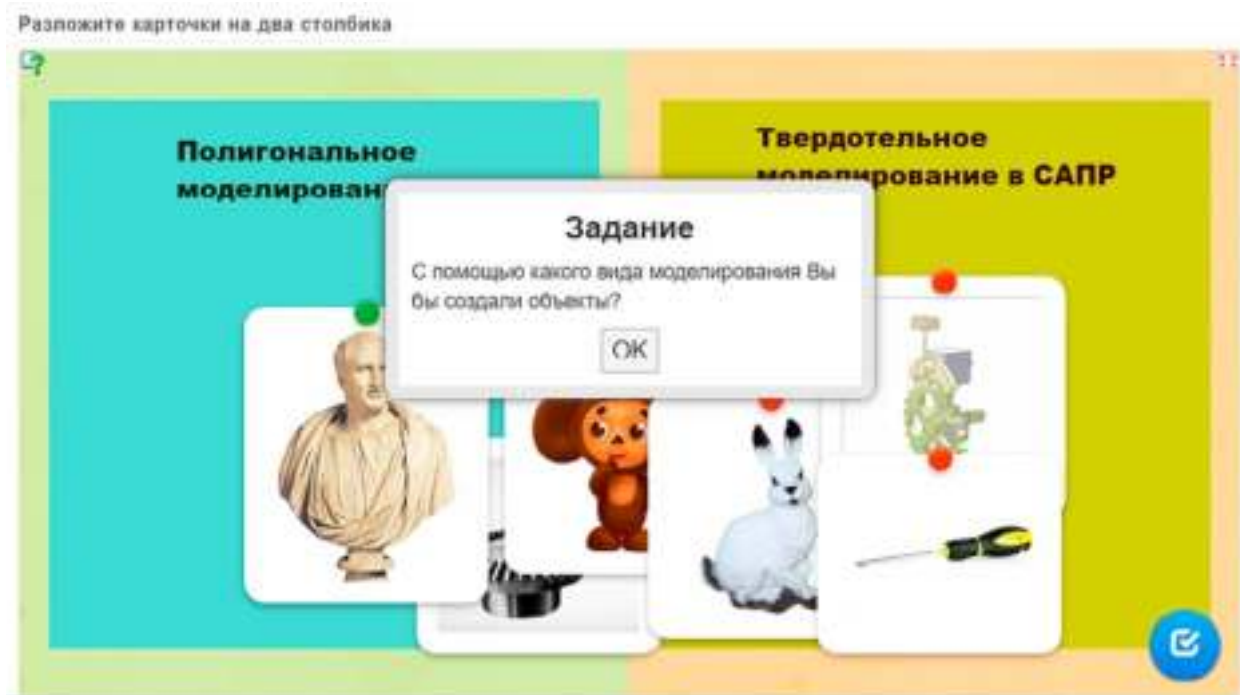 Разложите карточки на два столбика
Полигональное
моделирован
Твердотельное
моделирование в САПР
Задание
С помощью какого вида моделирования Вы
бы создали объекты?
OK